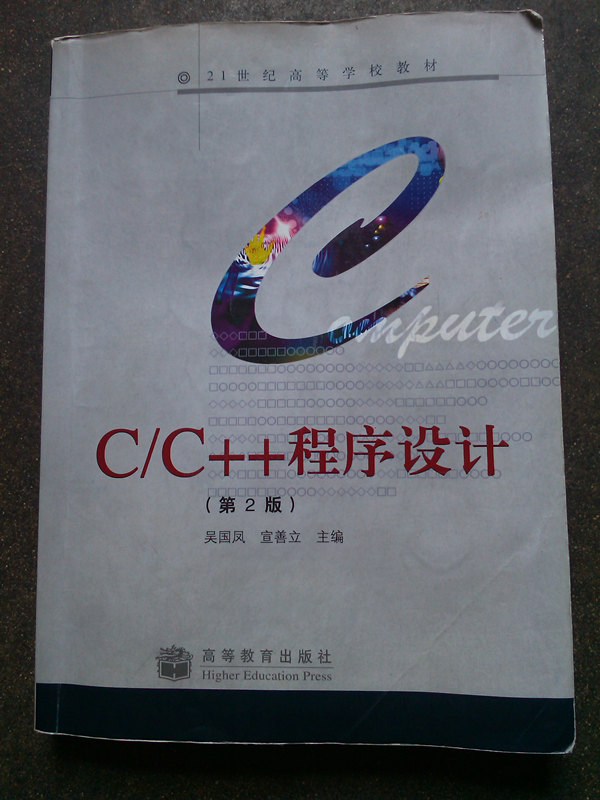 21世纪高等学校教材
Computer
C/C++程序设计
（第2版）
吴国凤 宣善立 主编
高等教育出版社
Higher Education Press